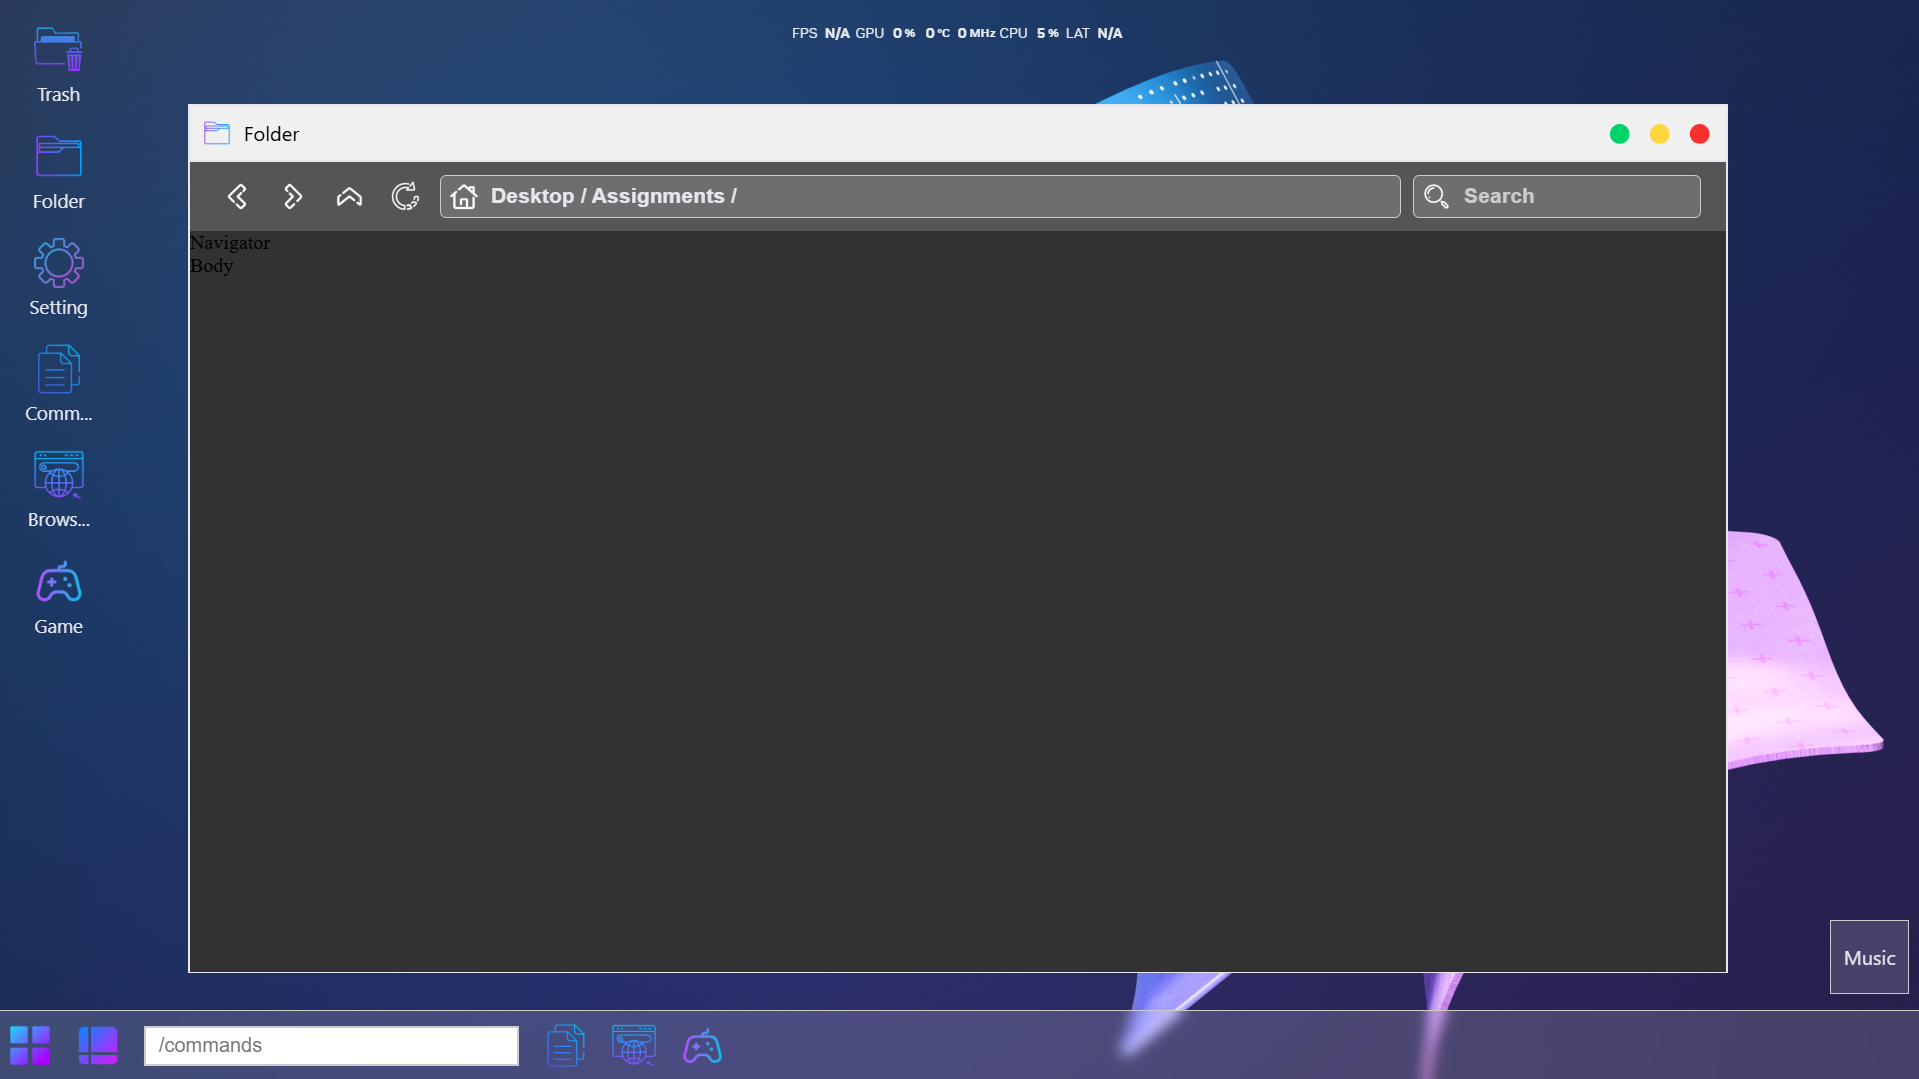 FPS N/A GPU 0 % 0 °C 0 MHz CPU 5 % LAT N/A
Trash
Folder
Setting
Comm...
Brows...
Game
Folder
Desktop / Assignments /
Search
Navigator
Body
Music
/commands